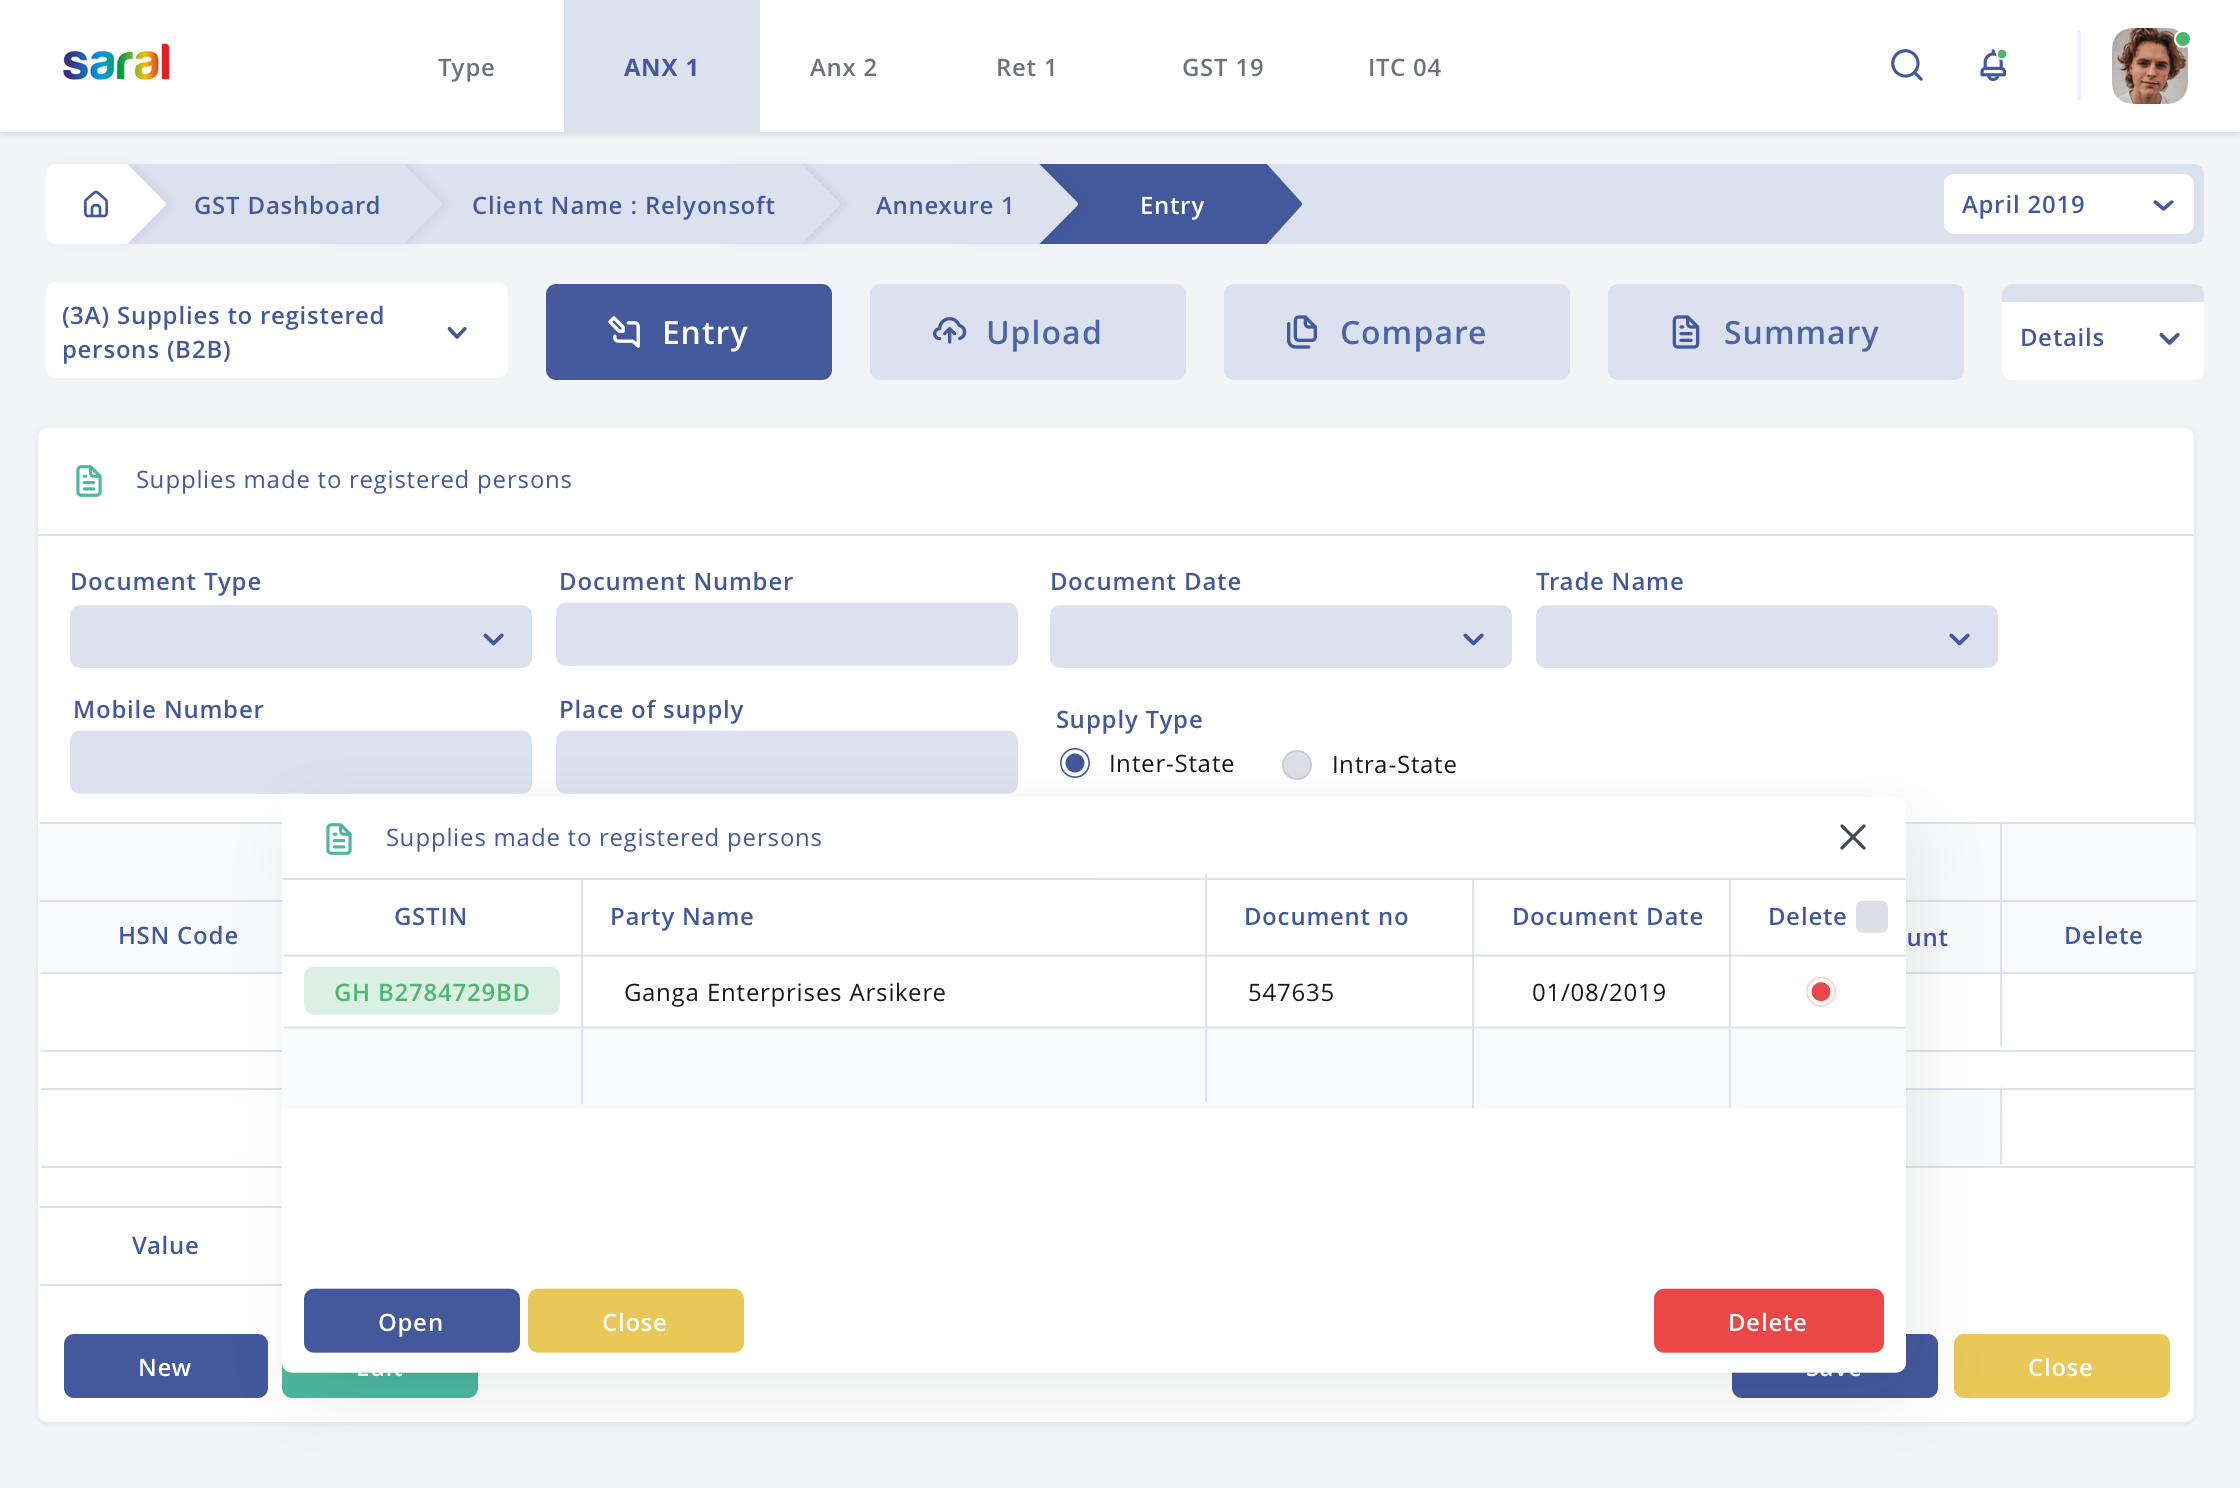 saral
Type
ANX 1
Anx 2
Ret 1
GST 19
ITC 04
GST Dashboard
Client Name : Relyonsoft
Annexure 1
Entry
April 2019
(3A) Supplies to registered
persons (B2B)
Entry
Upload
Compare
Summary
Details
Supplies made to registered persons
Document Type
Document Number
Document Date
Trade Name
Mobile Number
Place of supply
Supply Type
Inter-State
Intra-State
Supplies made to registered persons
GSTIN
Party Name
Document no
Document Date
Delete
HSN Code
unt
Delete
GH B2784729BD
Ganga Enterprises Arsikere
547635
01/08/2019
Value
Open
Close
Delete
New
Edit
Save
Close